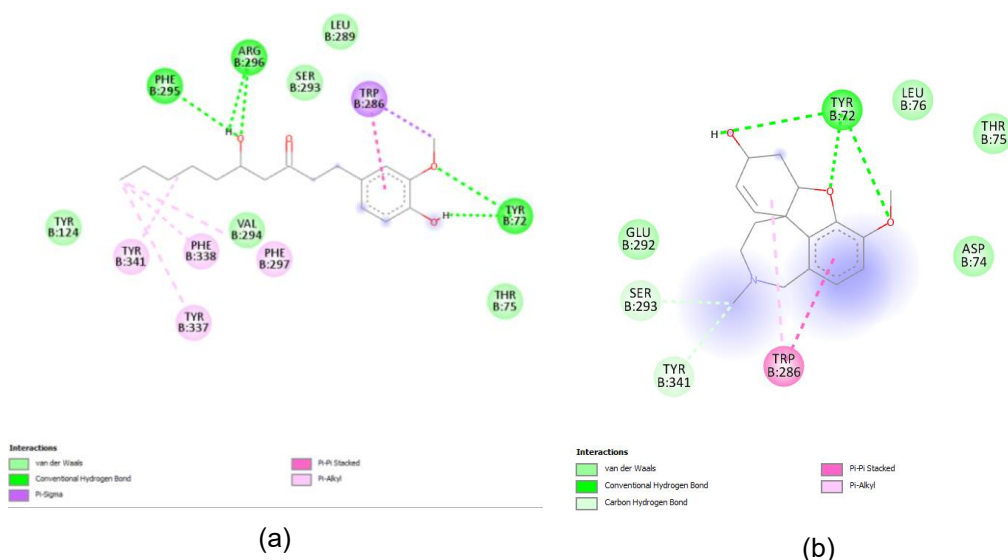 LEU
B:289
ARG
B:296
PHE
B:295
SER
B:293
TRP
B:286
H
O
O
O
O
H
TYR
B:72
TYR
B:124
VAL
B:294
TYR
B:341
PHE
B:338
PHE
B:297
THR
B:75
TYR
B:337
Interactions
van der Waals
Conventional Hydrogen Bond
Pi-Sigma
Pi-Pi Stacked
Pi-Alkyl
(a)
TYR
B:72
LEU
B:76
THR
B:75
H
O
O
O
N
GLU
B:292
ASP
B:74
SER
B:293
TYR
B:341
TRP
B:286
Interactions
van der Waals
Conventional Hydrogen Bond
Carbon Hydrogen Bond
Pi-Pi Stacked
Pi-Alkyl
(b)